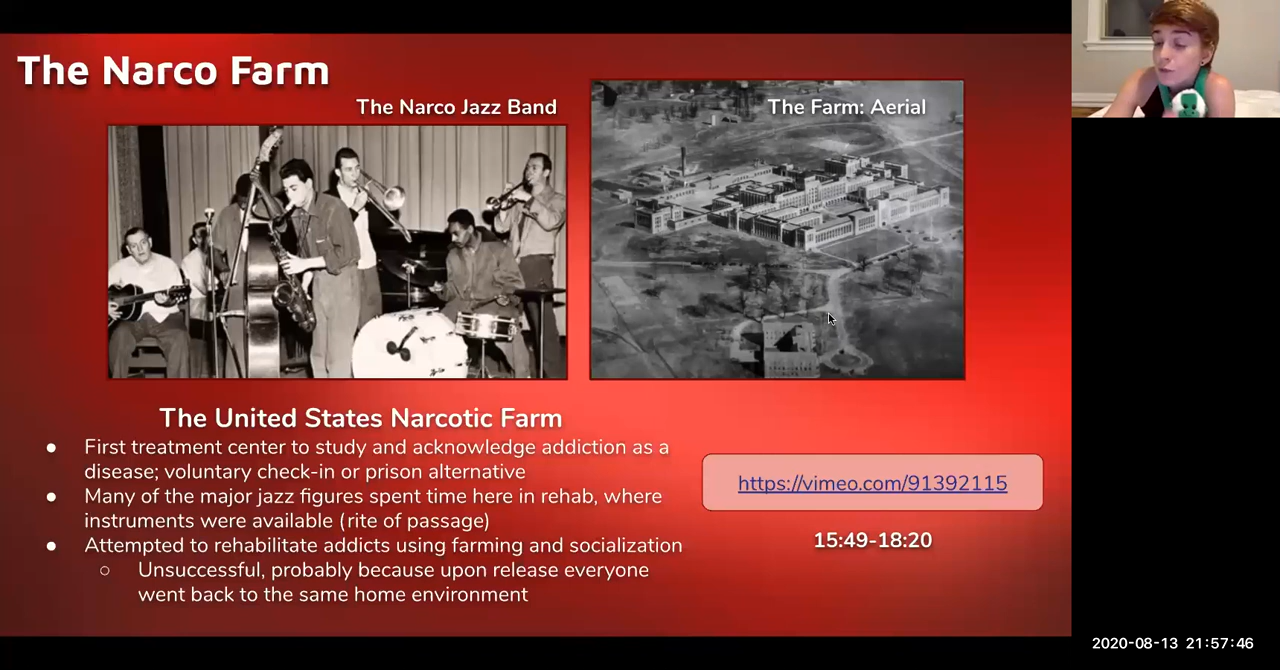 The Narco Farm
The Narco Jazz Band
The Farm: Aerial
The United States Narcotic Farm
● First treatment center to study and acknowledge addiction as a
disease; voluntary check-in or prison alternative
● Many of the major jazz figures spent time here in rehab, where
instruments were available (rite of passage)
● Attempted to rehabilitate addicts using farming and socialization
○ Unsuccessful, probably because upon release everyone
went back to the same home environment
https://vimeo.com/91392115
15:49-18:20
2020-08-13 21:57:46